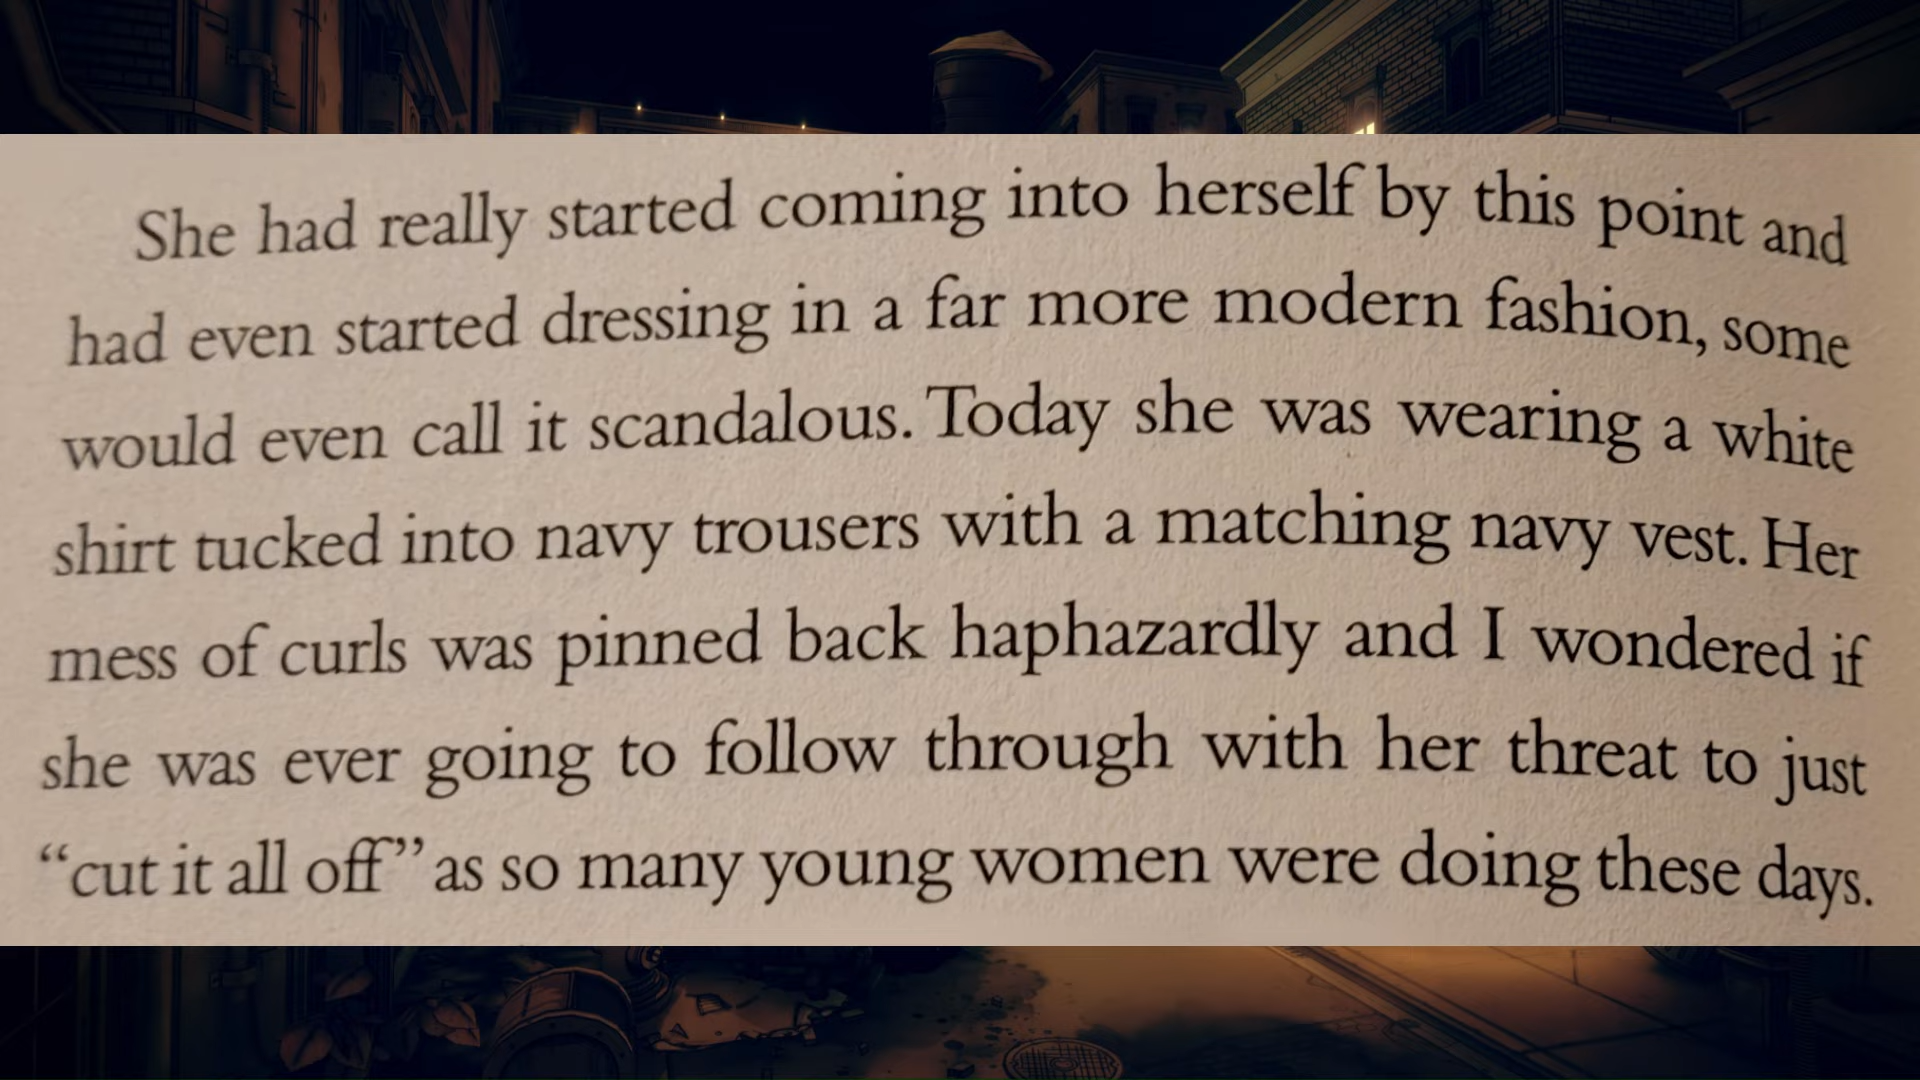 She had really started coming into herself by this point and
had even started dressing in a far more modern fashion, some
would even call it scandalous. Today she was wearing a white
shirt tucked into navy trousers with a matching navy vest. Her
mess of curls was pinned back haphazardly and I wondered if
she was ever going to follow through with her threat to just
“cut it all off” as so many young women were doing these days.